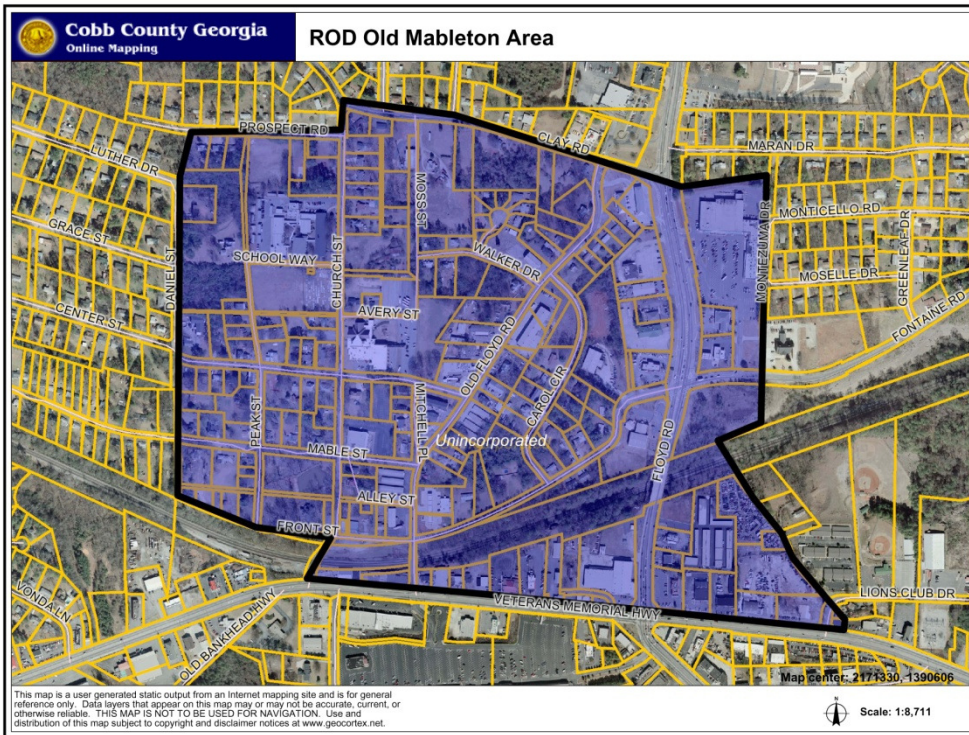 Cobb County Georgia
Online Mapping
ROD Old Mableton Area
PROSPECT RD
CLAY RD
MARAN DR
LUTHER DR
MOSS ST
MONTICELLO RD
GRACE ST
DANIEL ST
SCHOOL WAY
CHURCH ST
WALKER DR
MONTEZUMA DR
MOSELLE DR
GREENLEAF DR
CENTER ST
AVERY ST
OLD FLOYD RD
FONTAINE RD
PEAK ST
MITCHELL PL
CAROL CIR
Unincorporated
FLOYD RD
MABLE ST
ALLEY ST
FRONT ST
VONDA LN
OLD BANKHEAD HWY
VETERANS MEMORIAL HWY
LIONS CLUB DR
Map center: 2171330, 1390606
This map is a user generated static output from an Internet mapping site and is for general
reference only. Data layers that appear on this map may or may not be accurate, current, or
otherwise reliable. THIS MAP IS NOT TO BE USED FOR NAVIGATION. Use and
distribution of this map subject to copyright and disclaimer notices at www.geocortex.net.
N
Scale: 1:8,711